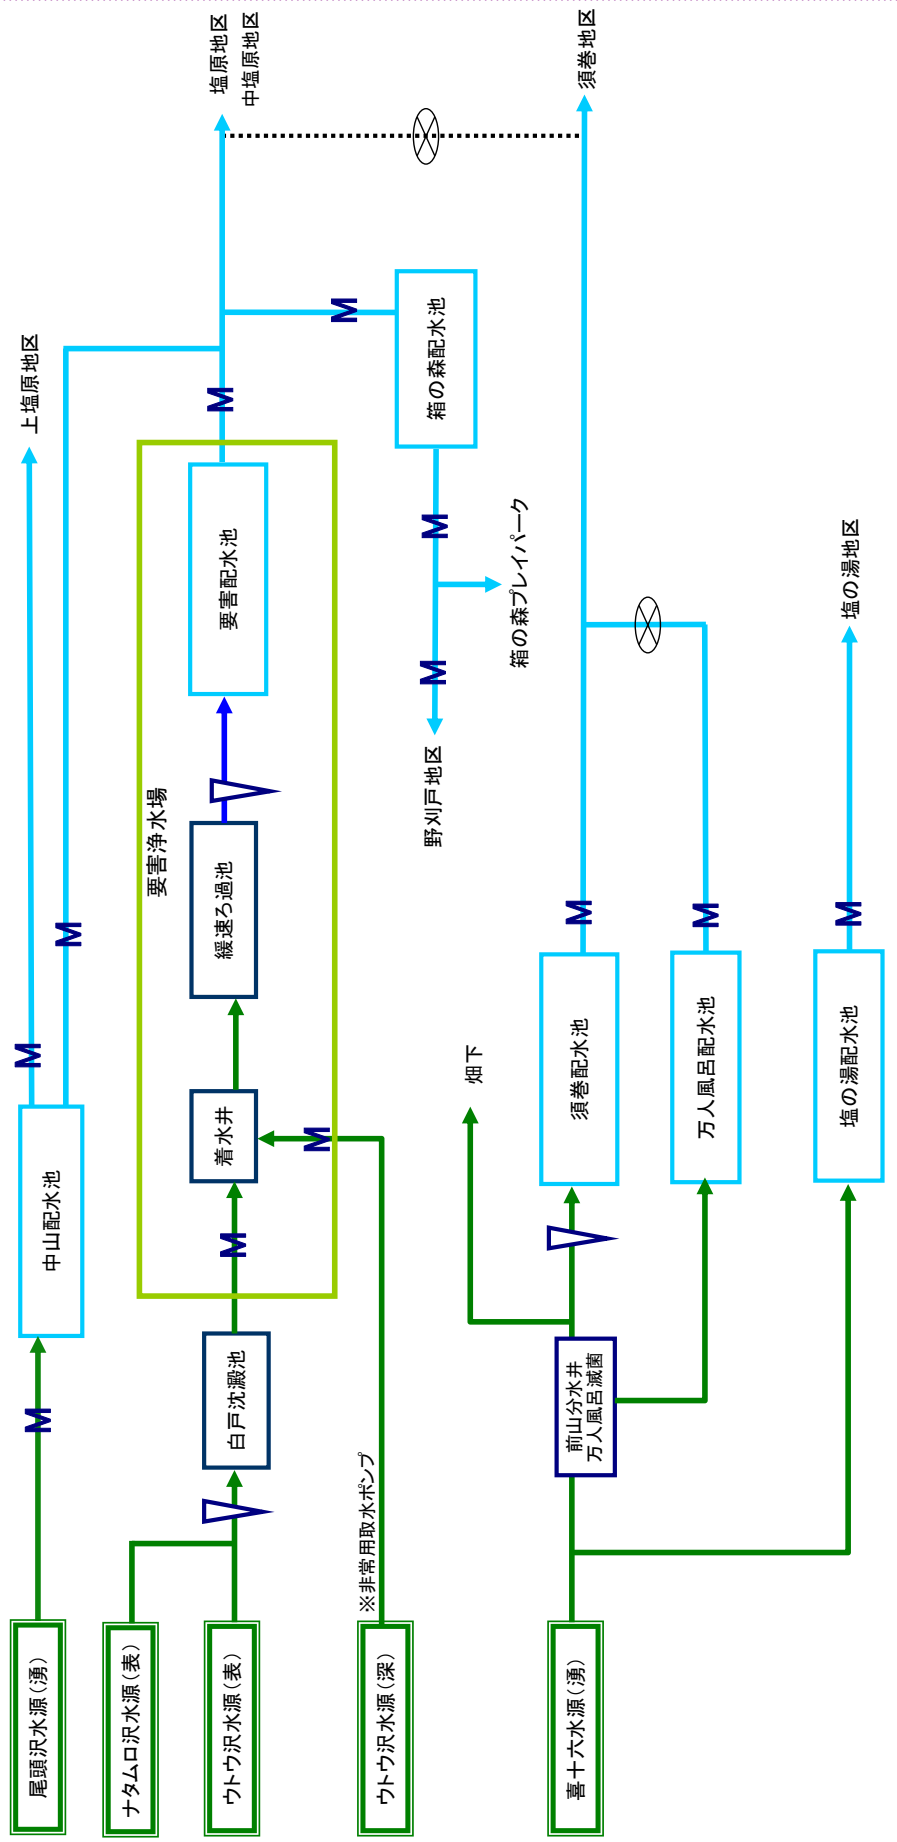 尾頭沢水源（湧）
M
中山配水池
M
M
上塩原地区
ナタムロ沢水源（表）
ウトウ沢水源（表）
白戸沈澱池
M
要害浄水場
着水井
緩速ろ過池
要害配水池
M
塩原地区
中塩原地区
ウトウ沢水源（深）
※非常用取水ポンプ
M
M
箱の森配水池
M
M
野刈戸地区
箱の森プレイパーク
喜十六水源（湧）
前山分水井
万人風呂滅菌
畑下
須巻配水池
M
須巻地区
万人風呂配水池
M
塩の湯配水池
M
塩の湯地区